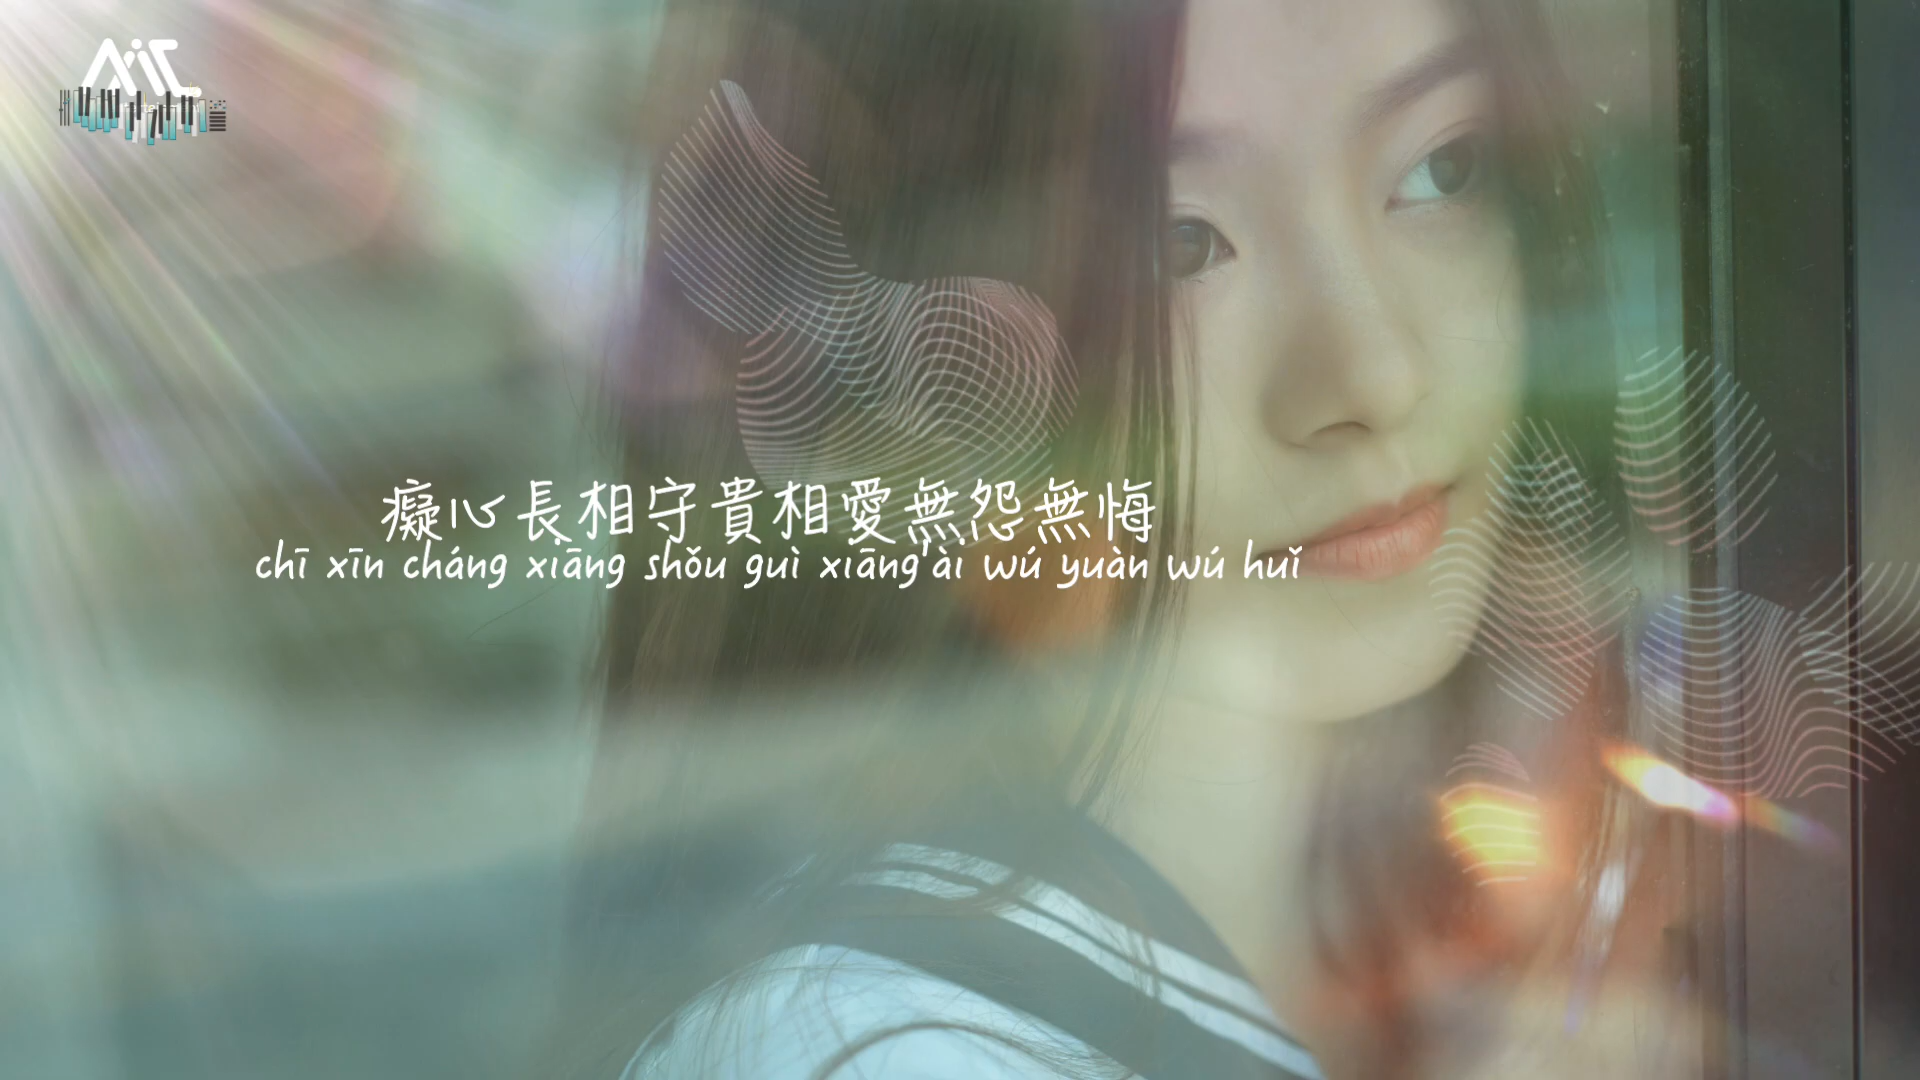 癡心長相守貴相愛無怨無悔
chī xīn cháng xiāng shǒu guì xiāng ài wú yuàn wú huǐ